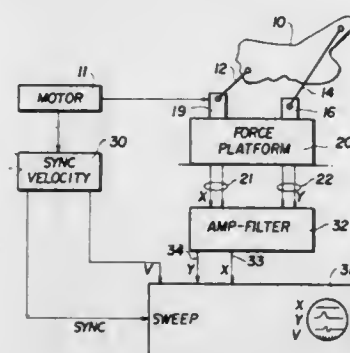 10
11
12
MOTOR
14
19
16
30
FORCE
PLATFORM
20
SYNC
VELOCITY
X
21
22
Y
AMP-FILTER
32
34
33
V
Y
X
SWEEP
SYNC
X
Y
V